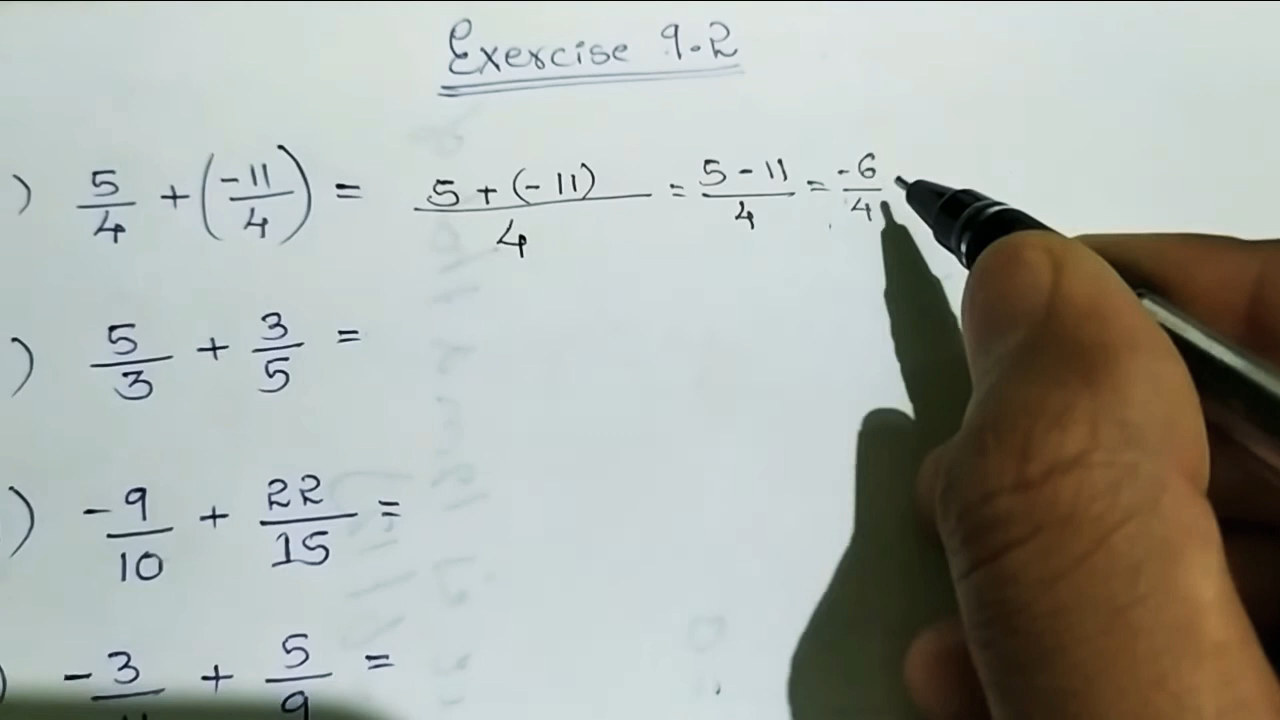 Exercise 9.2
) 5/4 + (-11/4) = 5 + (-11)/4 = 5 - 11/4 = -6/4
) 5/3 + 3/5 =
) -9/10 + 22/15 =
) -3/ + 5/9 =